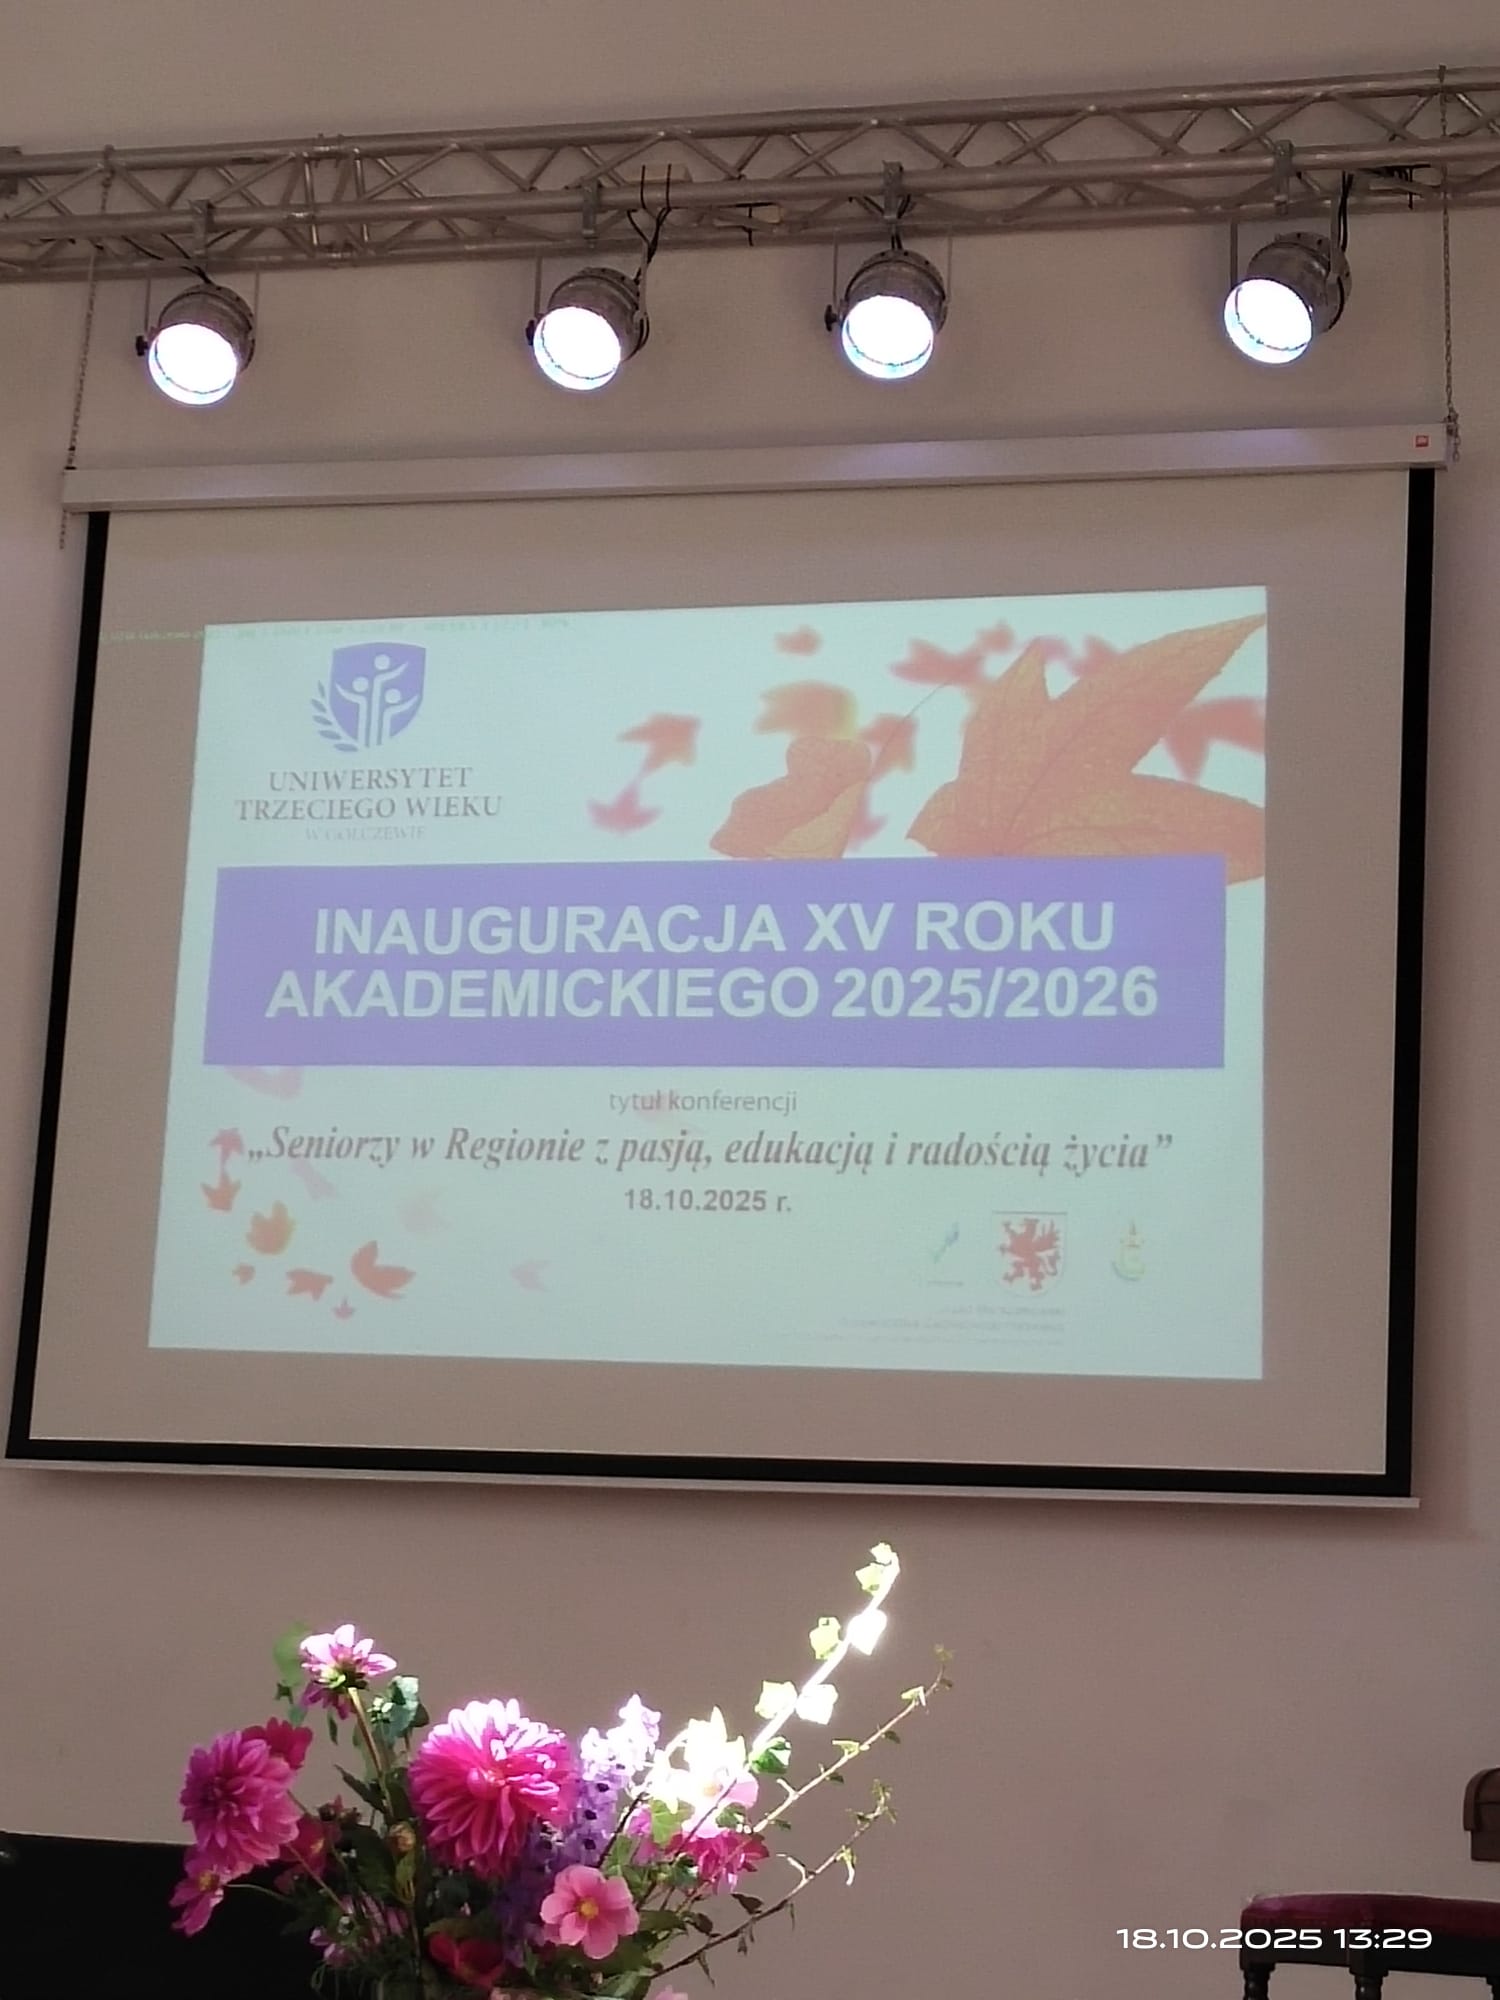 UNIWERSYTET
TRZECIEGO WIEKU
W GOLCZEWIE
INAUGURACJA XV ROKU
AKADEMICKIEGO 2025/2026
tytuł konferencji
„Seniorzy w Regionie z pasją, edukacją i radością życia”
18.10.2025 r.
18.10.2025 13:29